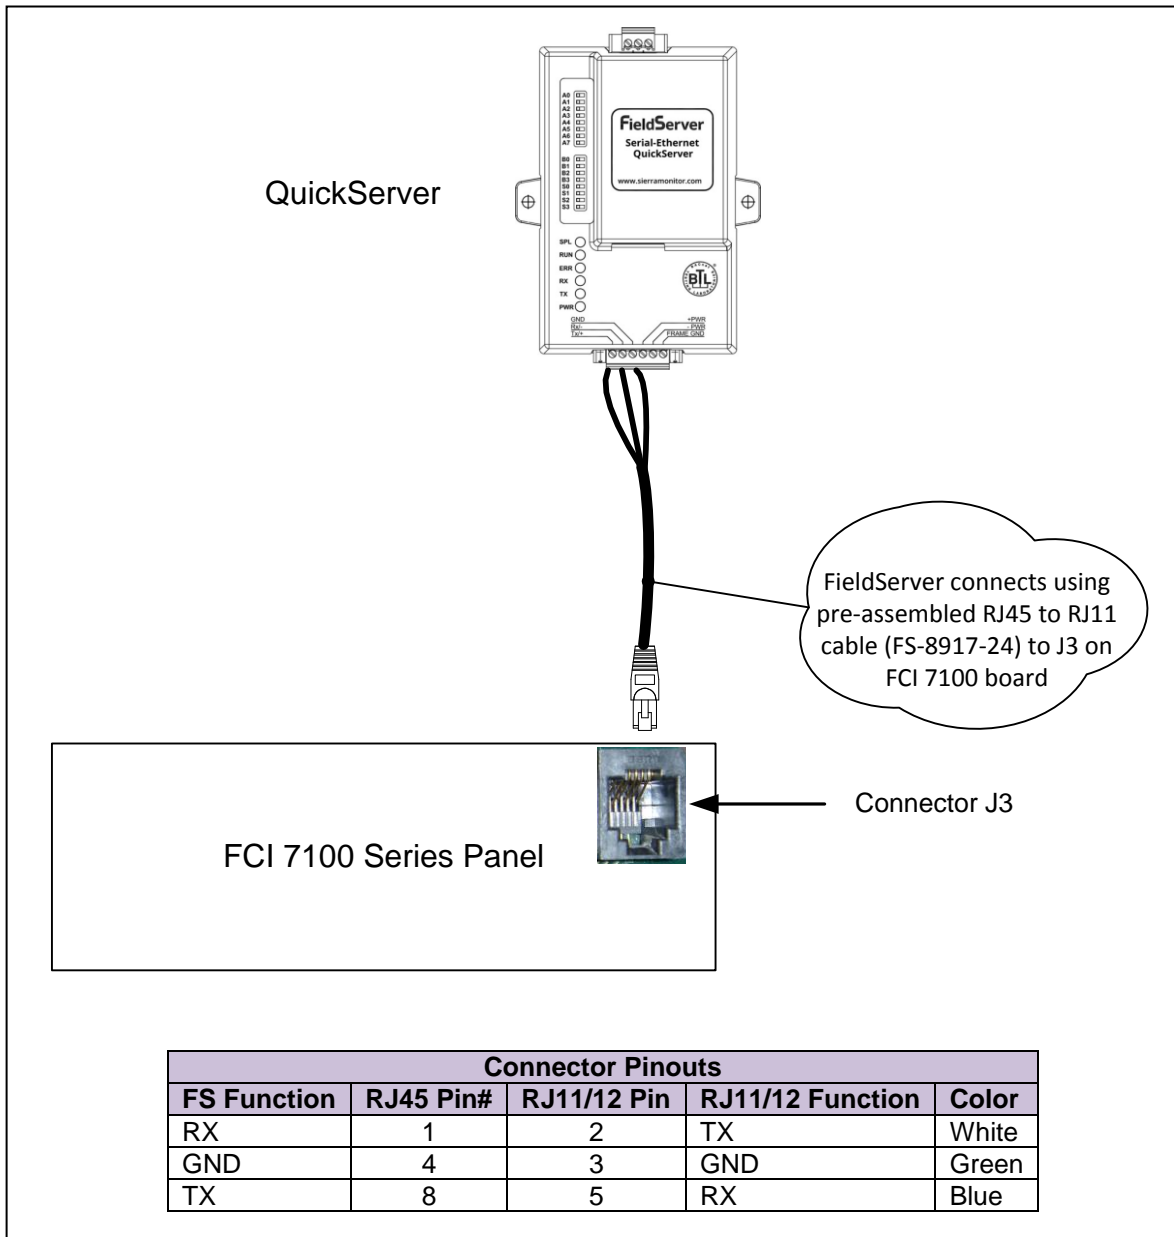 QuickServer
A0
A1
A2
A3
A4
A5
A6
A7
B0
B1
B2
B3
S0
S1
S2
S3
FieldServer
Serial-Ethernet
QuickServer
www.sierramonitor.com
SPL
RUN
ERR
RX
TX
PWR
BTL
GND
Rx/-
Tx/+
+PWR
- PWR
FRAME GND
FieldServer connects using
pre-assembled RJ45 to RJ11
cable (FS-8917-24) to J3 on
FCI 7100 board
Connector J3
FCI 7100 Series Panel
Connector Pinouts
FS Function RJ45 Pin# RJ11/12 Pin RJ11/12 Function Color
RX 1 2 TX White
GND 4 3 GND Green
TX 8 5 RX Blue